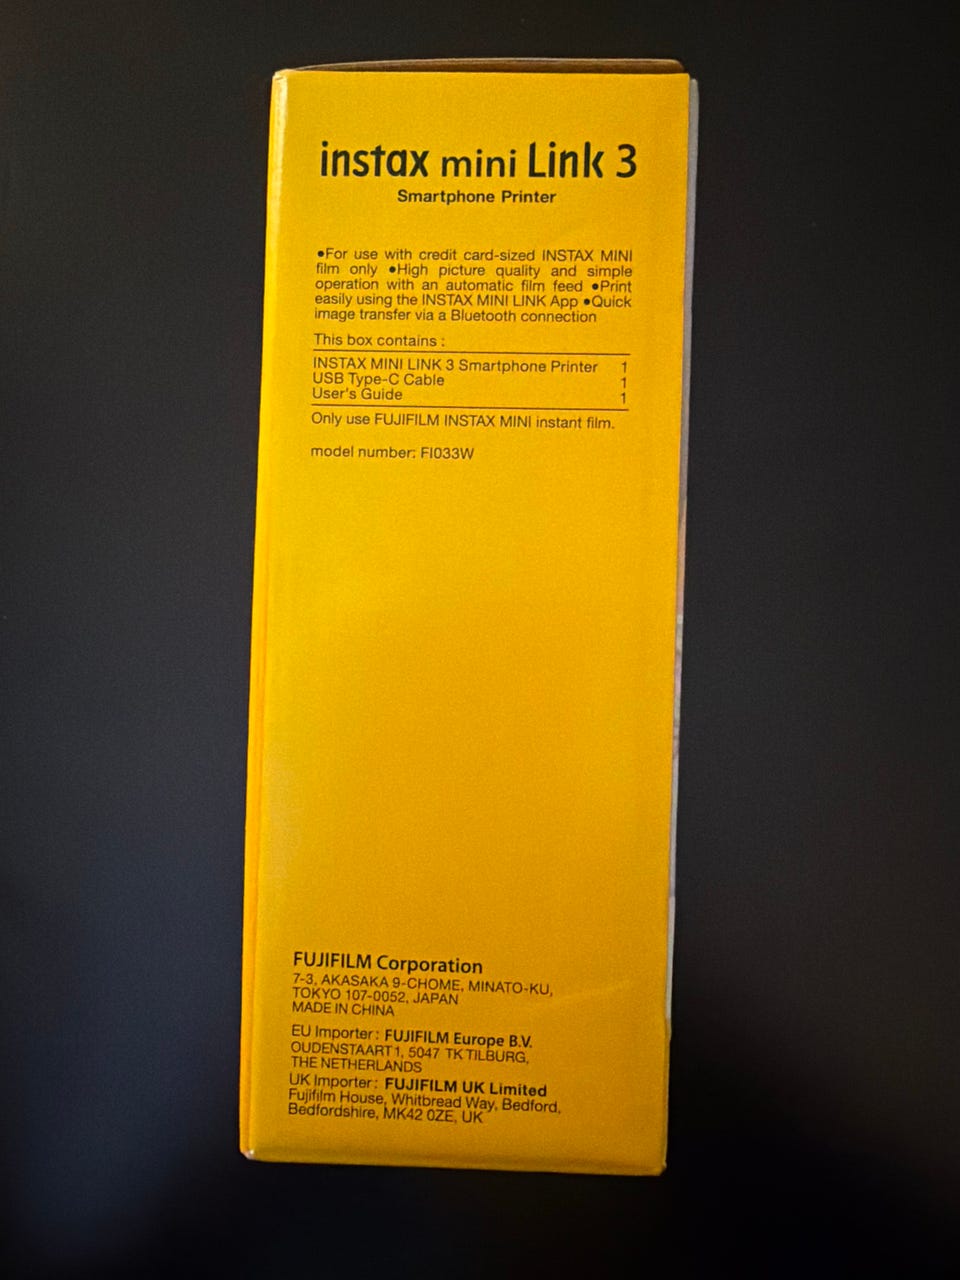 instax mini Link 3
Smartphone Printer
●For use with credit card-sized INSTAX MINI
film only ●High picture quality and simple
operation with an automatic film feed ●Print
easily using the INSTAX MINI LINK App ●Quick
image transfer via a Bluetooth connection
This box contains :
INSTAX MINI LINK 3 Smartphone Printer 1
USB Type-C Cable 1
User's Guide 1
Only use FUJIFILM INSTAX MINI instant film.
model number: FI033W
FUJIFILM Corporation
7-3, AKASAKA 9-CHOME, MINATO-KU,
TOKYO 107-0052, JAPAN
MADE IN CHINA
EU Importer : FUJIFILM Europe B.V.
OUDENSTAART 1, 5047 TK TILBURG,
THE NETHERLANDS
UK Importer : FUJIFILM UK Limited
Fujifilm House, Whitbread Way, Bedford,
Bedfordshire, MK42 0ZE, UK